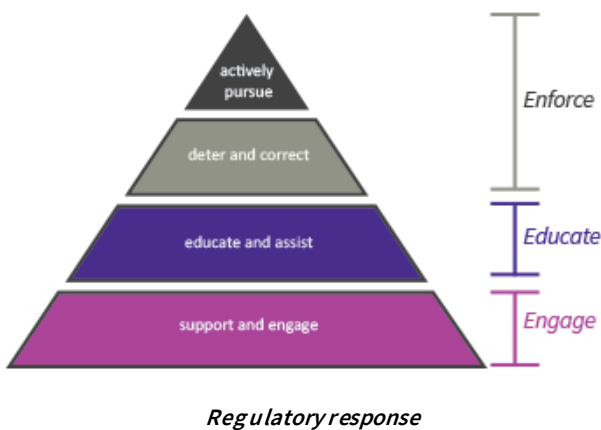 actively
pursue
Enforce
deter and correct
educate and assist
Educate
support and engage
Engage
Regulatory response